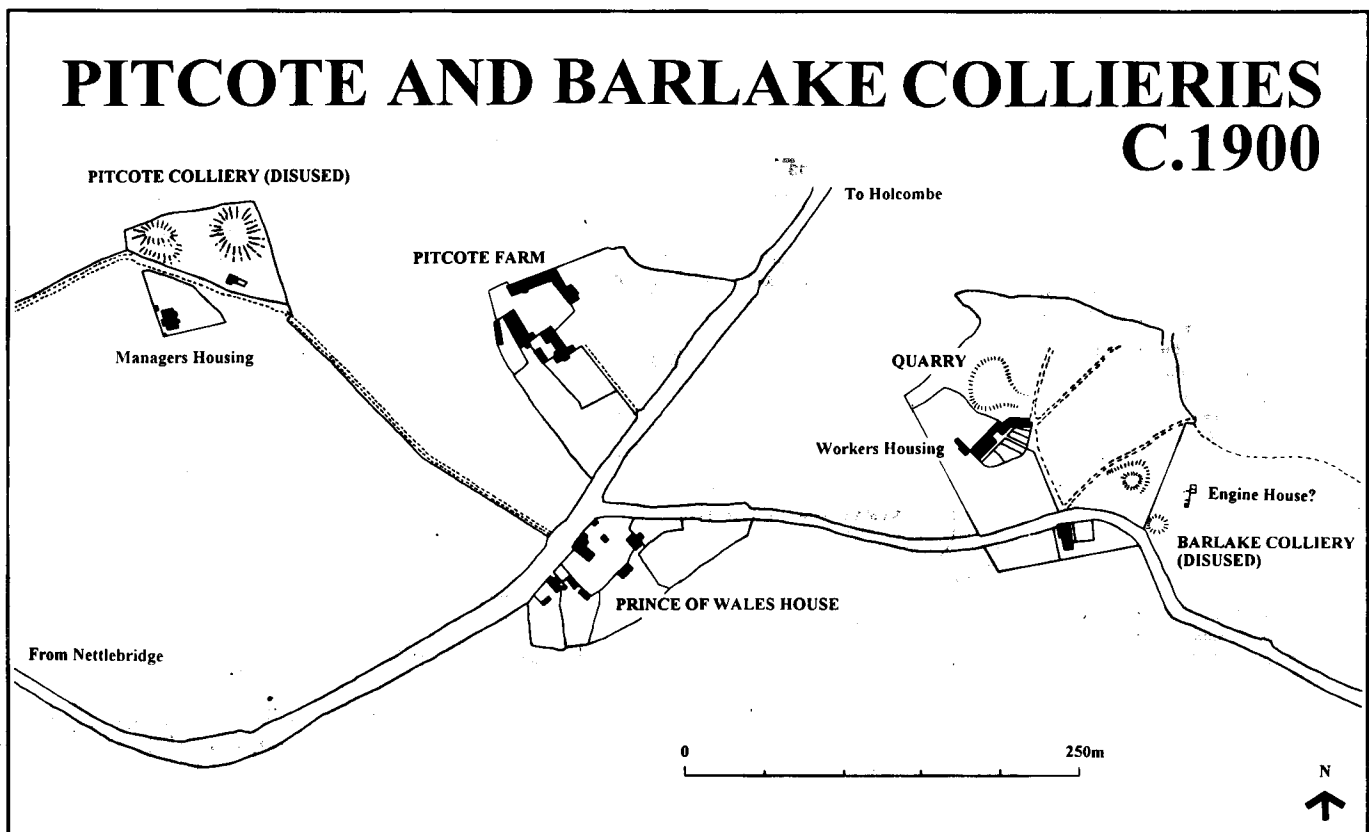 PITCOTE AND BARLAKE COLLIERIES
C.1900
PITCOTE COLLIERY (DISUSED)
To Holcombe
PITCOTE FARM
Managers Housing
QUARRY
Workers Housing
Engine House?
BARLAKE COLLIERY
(DISUSED)
PRINCE OF WALES HOUSE
From Nettlebridge
0
250m
N